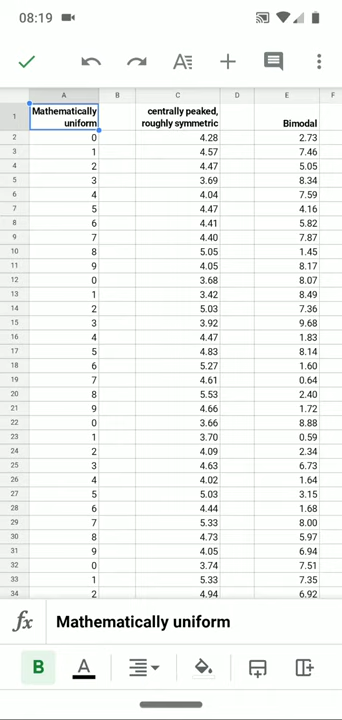 08:19
A B C D E F
1 Mathematically uniform centrally peaked, roughly symmetric Bimodal
2 0 4.28 2.73
3 1 4.57 7.46
4 2 4.47 5.05
5 3 3.69 8.34
6 4 4.04 7.59
7 5 4.47 4.16
8 6 4.41 5.82
9 7 4.40 7.87
10 8 5.05 1.45
11 9 4.05 8.17
12 0 3.68 8.07
13 1 3.42 8.49
14 2 5.03 7.36
15 3 3.92 9.68
16 4 4.47 1.83
17 5 4.83 8.14
18 6 5.27 1.60
19 7 4.61 0.64
20 8 5.53 2.40
21 9 4.66 1.72
22 0 3.66 8.88
23 1 3.70 0.59
24 2 4.09 2.34
25 3 4.63 6.73
26 4 4.02 1.64
27 5 5.03 3.15
28 6 4.44 1.68
29 7 5.33 8.00
30 8 4.73 5.97
31 9 4.05 6.94
32 0 3.74 7.51
33 1 5.33 7.35
34 2 4.94 6.92
fx Mathematically uniform
B A